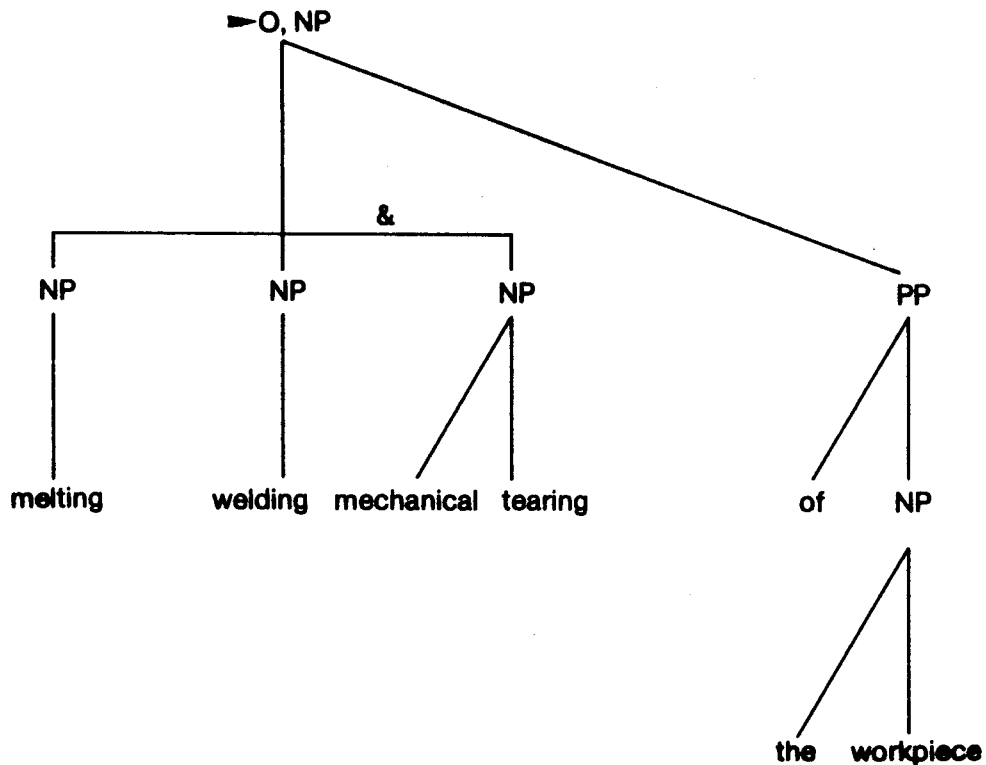 ►O, NP
&
NP NP NP PP
melting welding mechanical tearing of NP
the workpiece